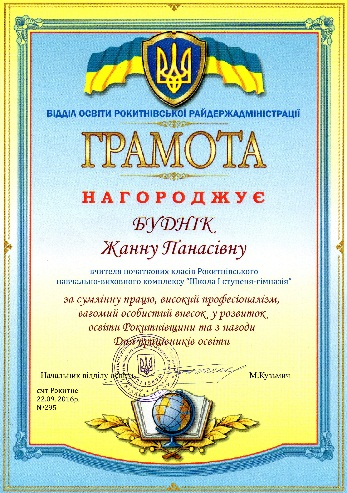 ВІДДІЛ ОСВІТИ РОКИТНІВСЬКОЇ РАЙДЕРЖАДМІНІСТРАЦІЇ
ГРАМОТА
НАГОРОДЖУЄ
БУДНІК
Жанну Панасівну
вчителя початкових класів Рокитнівського
навчально-виховного комплексу "Школа І ступеня-гімназія"
за сумлінну працю, високий професіоналізм,
вагомий особистий внесок у розвиток
освіти Рокитнівщини та з нагоди
Дня працівників освіти
Начальник відділу освіти М.Кузьмич
смт Рокитне
22.09.2016р.
№295